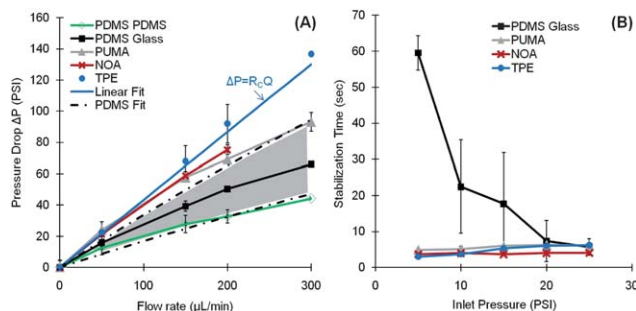 (A)
PDMS PDMS
PDMS Glass
PUMA
NOA
TPE
Linear Fit
PDMS Fit
ΔP=RCQ
Pressure Drop ΔP
(PSI)
160
140
120
100
80
60
40
20
0
0
100
200
300
Flow rate (µL/min)
(B)
PDMS Glass
PUMA
NOA
TPE
Stabilization Time (sec)
70
60
50
40
30
20
10
0
0
10
20
30
Inlet Pressure (PSI)